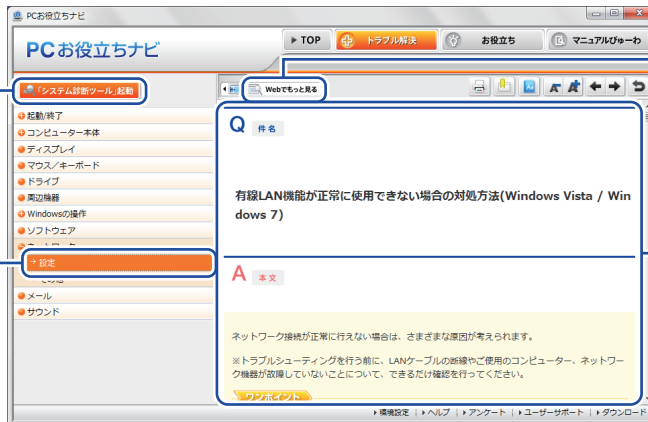 PCお役立ちナビ
PCお役立ちナビ
TOP
トラブル解決
お役立ち
マニュアルびゅーわ
「システム診断ツール」起動
Webでもっと見る
起動/終了
コンピューター本体
ディスプレイ
マウス/キーボード
ドライブ
周辺機器
Windowsの操作
ソフトウェア
設定
メール
サウンド
Q 件名
有線LAN機能が正常に使用できない場合の対処方法(Windows Vista / Win
dows 7)
A 本文
ネットワーク接続が正常に行えない場合は、さまざまな原因が考えられます。
※トラブルシューティングを行う前に、LANケーブルの断線やご使用のコンピューター、ネットワー
ク機器が故障していないことについて、できるだけ確認を行ってください。
ワンポイント
環境設定 | ヘルプ | アンケート | ユーザーサポート | ダウンロード